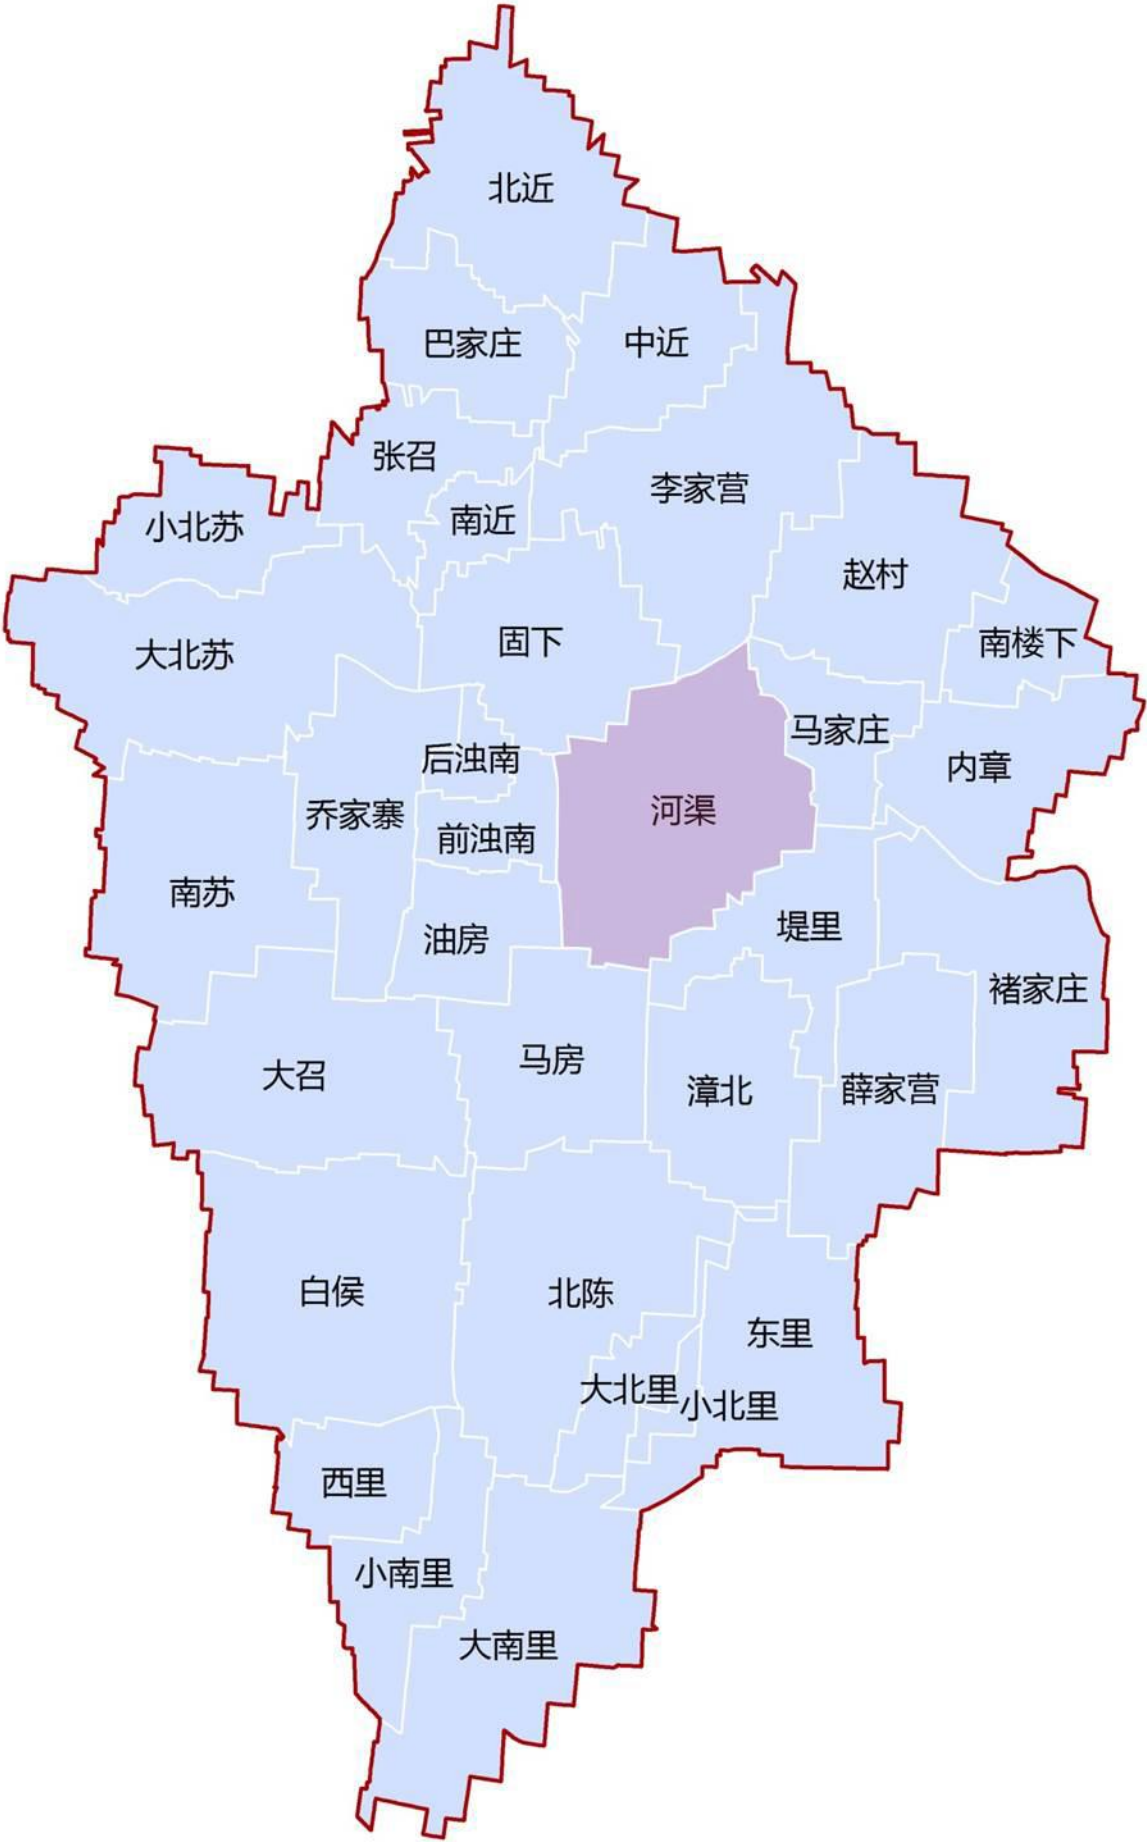 北近
巴家庄
中近
张召
李家营
南近
小北苏
赵村
固下
南楼下
大北苏
马家庄
后浊南
内章
乔家寨
河渠
前浊南
南苏
堤里
油房
褚家庄
马房
大召
漳北
薛家营
白侯
北陈
东里
大北里
小北里
西里
小南里
大南里